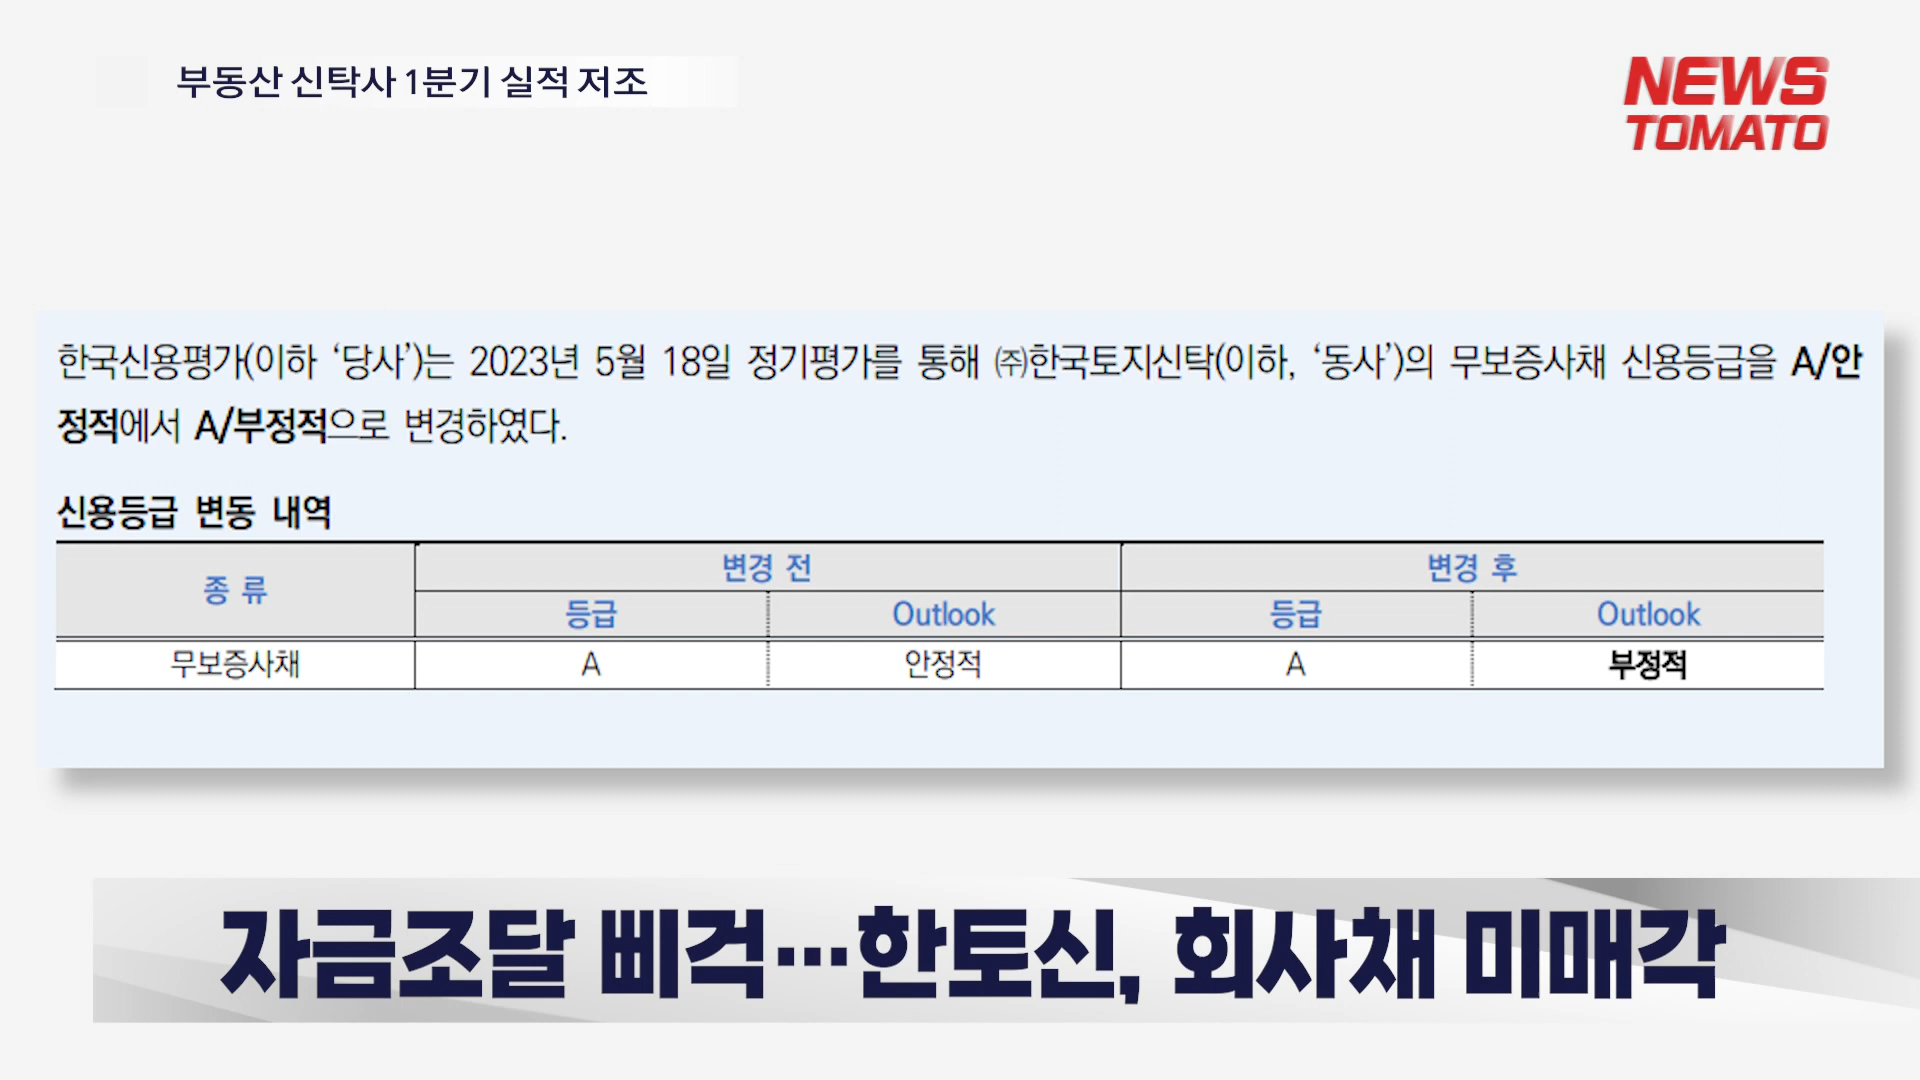 부동산 신탁사 1분기 실적 저조
NEWS
TOMATO
한국신용평가(이하 ‘당사’)는 2023년 5월 18일 정기평가를 통해 ㈜한국토지신탁(이하, ‘동사’)의 무보증사채 신용등급을 A/안
정적에서 A/부정적으로 변경하였다.
신용등급 변동 내역
종 류 변경 전 변경 후
등급 Outlook 등급 Outlook
무보증사채 A 안정적 A 부정적
자금조달 삐걱…한토신, 회사채 미매각